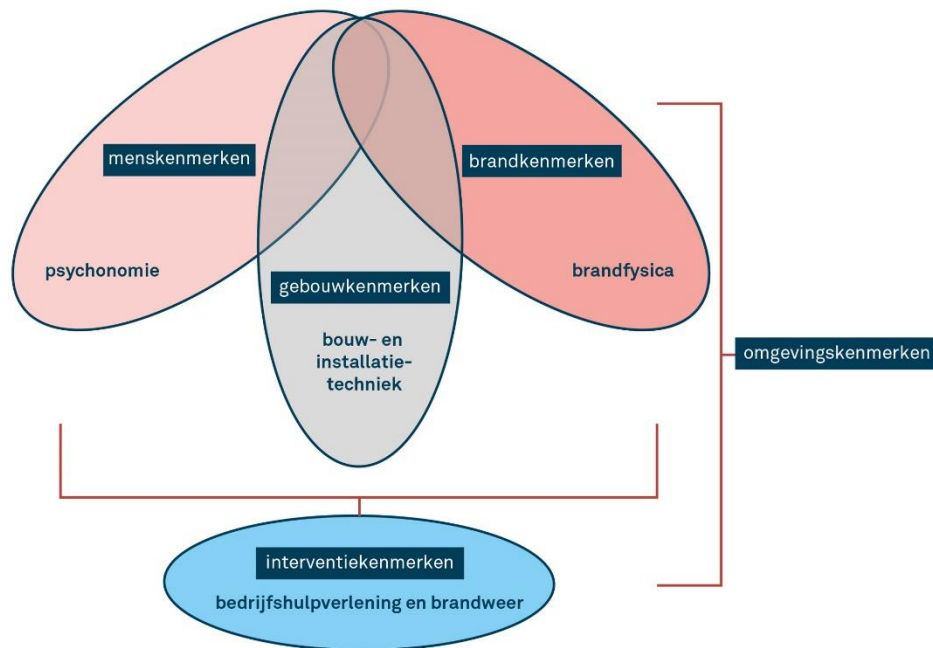 menskenmerken
brandkenmerken
psychonomie
brandfysica
gebouwkenmerken
bouw- en
installatie-
techniek
omgevingskenmerken
interventiekenmerken
bedrijfshulpverlening en brandweer